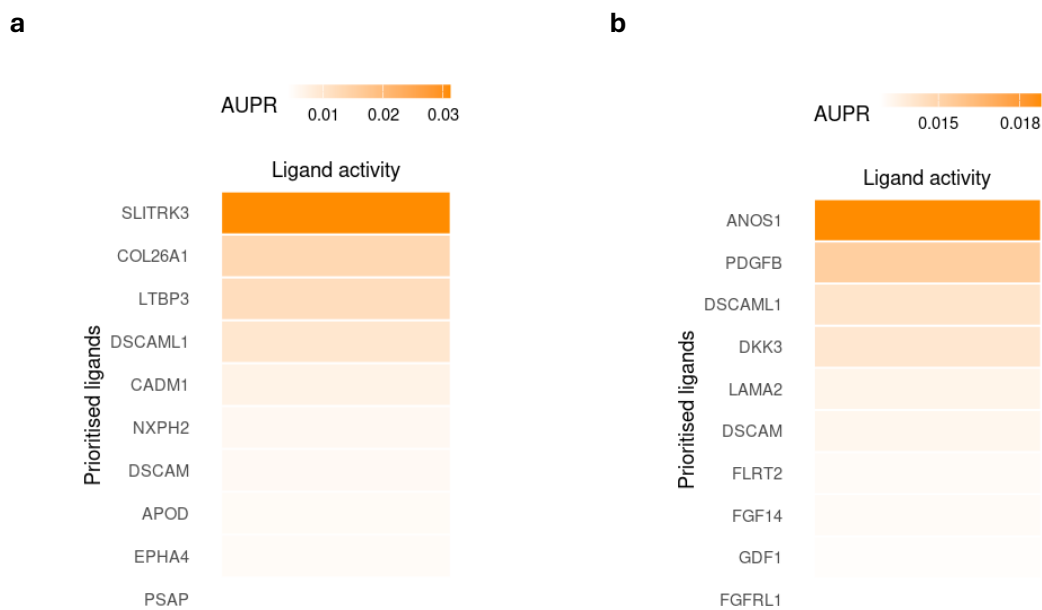 a
AUPR
0.01 0.02 0.03
Ligand activity
Prioritised ligands
SLITRK3
COL26A1
LTBP3
DSCAML1
CADM1
NXPH2
DSCAM
APOD
EPHA4
PSAP
b
AUPR
0.015 0.018
Ligand activity
Prioritised ligands
ANOS1
PDGFB
DSCAML1
DKK3
LAMA2
DSCAM
FLRT2
FGF14
GDF1
FGFRL1